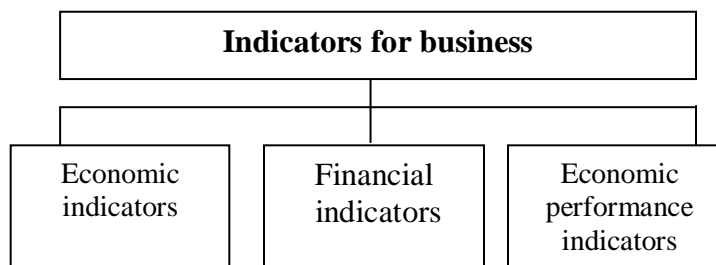 Indicators for business
Economic
indicators
Financial
indicators
Economic
performance
indicators